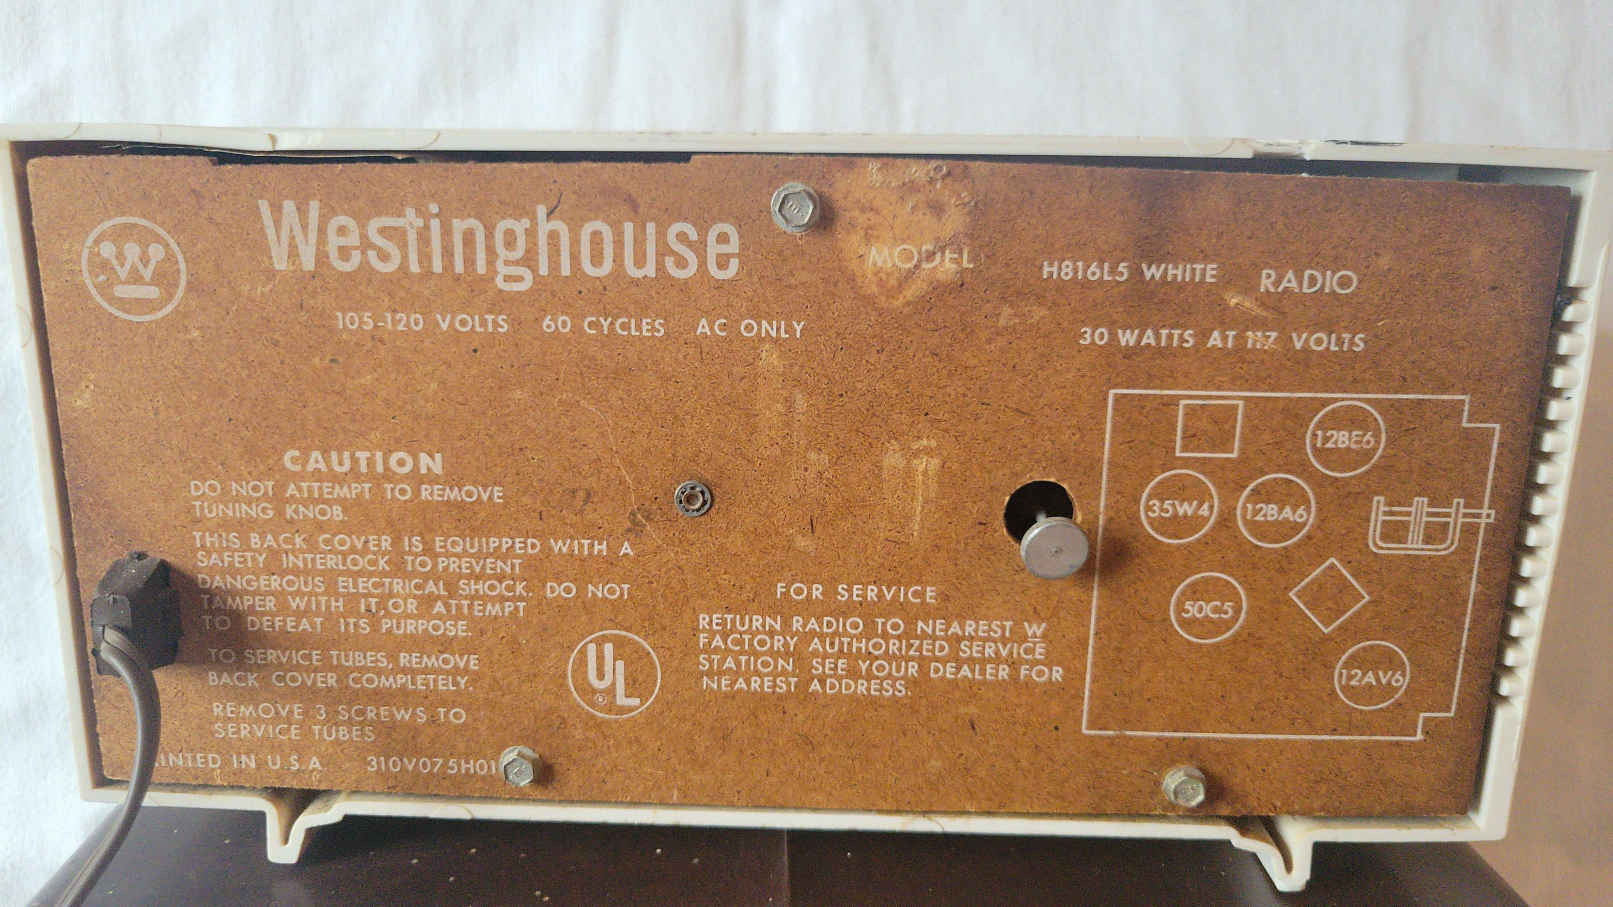 Westinghouse
MODEL H816L5 WHITE RADIO
105-120 VOLTS 60 CYCLES AC ONLY
30 WATTS AT 117 VOLTS
CAUTION
DO NOT ATTEMPT TO REMOVE
TUNING KNOB.
THIS BACK COVER IS EQUIPPED WITH A
SAFETY INTERLOCK TO PREVENT
DANGEROUS ELECTRICAL SHOCK. DO NOT
TAMPER WITH IT, OR ATTEMPT
TO DEFEAT ITS PURPOSE.
TO SERVICE TUBES, REMOVE
BACK COVER COMPLETELY.
REMOVE 3 SCREWS TO
SERVICE TUBES
IN U.S.A. 310V075H01
UL
®
FOR SERVICE
RETURN RADIO TO NEAREST W
FACTORY AUTHORIZED SERVICE
STATION. SEE YOUR DEALER FOR
NEAREST ADDRESS.
12BE6
35W4
12BA6
50C5
12AV6